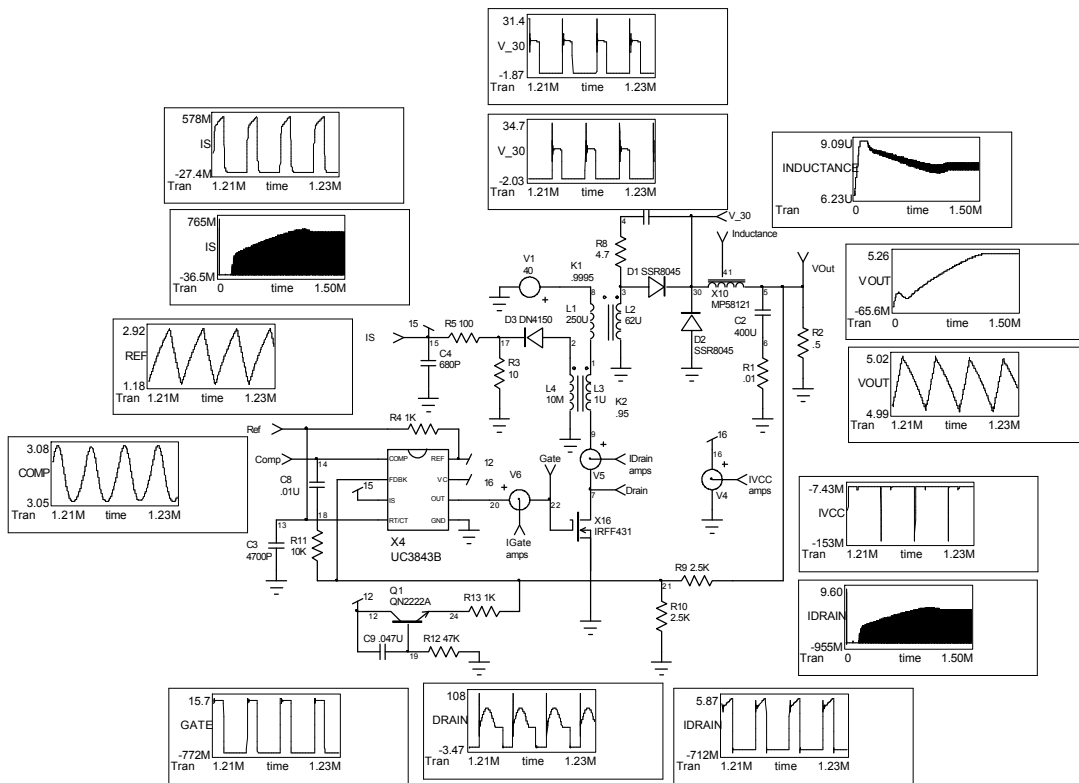 31.4
V_30
-1.87
Tran 1.21M time 1.23M
34.7
V_30
-2.03
Tran 1.21M time 1.23M
578M
IS
-27.4M
Tran 1.21M time 1.23M
765M
IS
-36.5M
Tran 0 time 1.50M
2.92
REF
1.18
Tran 1.21M time 1.23M
3.08
COMP
3.05
Tran 1.21M time 1.23M
9.09U
INDUCTANCE
6.23U
Tran 0 time 1.50M
5.26
VOUT
-65.6M
Tran 0 time 1.50M
5.02
VOUT
4.99
Tran 1.21M time 1.23M
-7.43M
IVCC
-153M
Tran 1.21M time 1.23M
9.60
IDRAIN
-955M
Tran 0 time 1.50M
15.7
GATE
-772M
Tran 1.21M time 1.23M
108
DRAIN
-3.47
Tran 1.21M time 1.23M
5.87
IDRAIN
-712M
Tran 1.21M time 1.23M
4
V_30
R8
4.7
Inductance
V1
40
K1
.9995
D1 SSR8045
41
VOut
8
3
30
X10
MP58121
5
L1
250U
L2
62U
D2
SSR8045
C2
400U
R2
.5
6
R1
.01
IS
15
15
R5 100
17
D3 DN4150
2
C4
680P
R3
10
1
L4
10M
L3
1U
K2
.95
9
Ref
R4 1K
Comp
14
COMP
REF
12
FDBK
VC
16
15
IS
OUT
20
RT/CT
GND
C8
.01U
13
18
C3
4700P
R11
10K
X4
UC3843B
V6
IGate
amps
Gate
22
V5
IDrain
amps
7
Drain
X16
IRFF431
16
16
V4
IVCC
amps
R9 2.5K
21
R10
2.5K
Q1
QN2222A
12
12
24
R13 1K
C9 .047U
19
R12 47K